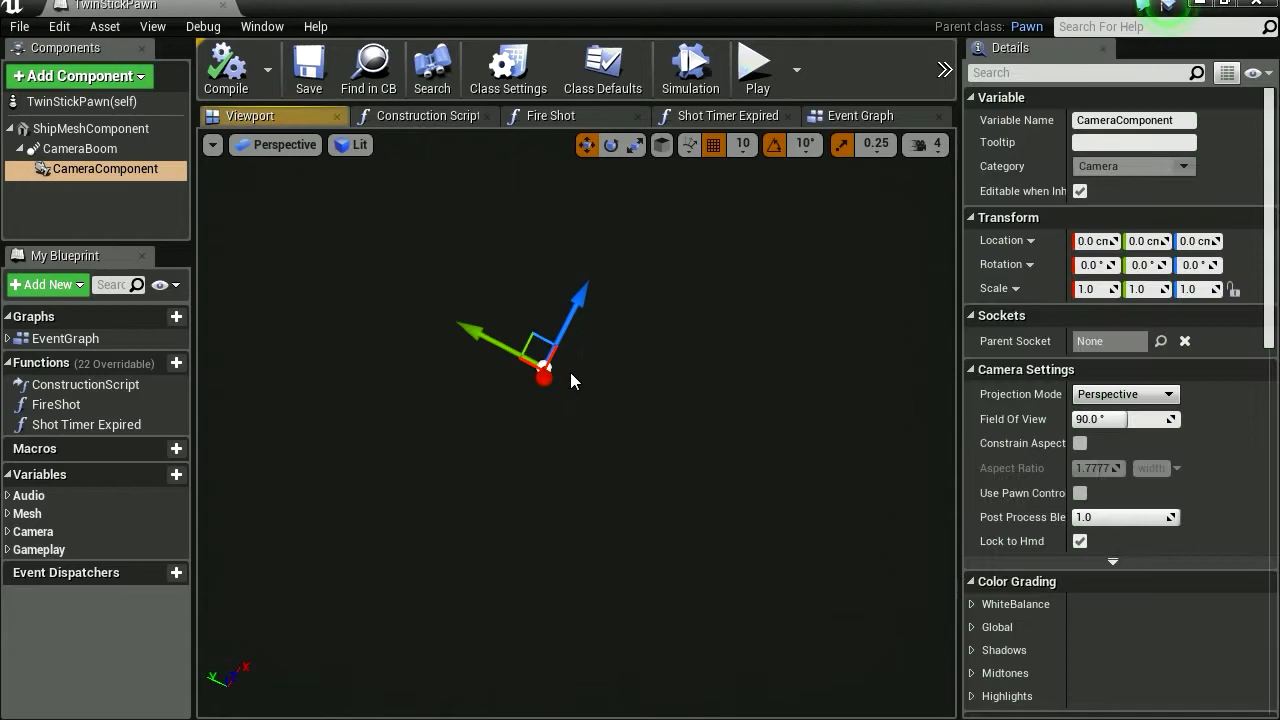 TwinStickPawn
File Edit Asset View Debug Window Help
Parent class: Pawn
Search For Help
Components
+ Add Component
TwinStickPawn(self)
ShipMeshComponent
CameraBoom
CameraComponent
My Blueprint
+ Add New
Searc
Graphs
EventGraph
Functions (22 Overridable)
ConstructionScript
FireShot
Shot Timer Expired
Macros
Variables
Audio
Mesh
Camera
Gameplay
Event Dispatchers
Compile
Save
Find in CB
Search
Class Settings
Class Defaults
Simulation
Play
Viewport
Construction Script
Fire Shot
Shot Timer Expired
Event Graph
Perspective
Lit
10
10°
0.25
4
Y X
Details
Search
Variable
Variable Name CameraComponent
Tooltip
Category Camera
Editable when Inh
Transform
Location 0.0 cm 0.0 cm 0.0 cm
Rotation 0.0 ° 0.0 ° 0.0 °
Scale 1.0 1.0 1.0
Sockets
Parent Socket None
Camera Settings
Projection Mode Perspective
Field Of View 90.0 °
Constrain Aspect
Aspect Ratio 1.7777 width
Use Pawn Contro
Post Process Ble 1.0
Lock to Hmd
Color Grading
WhiteBalance
Global
Shadows
Midtones
Highlights